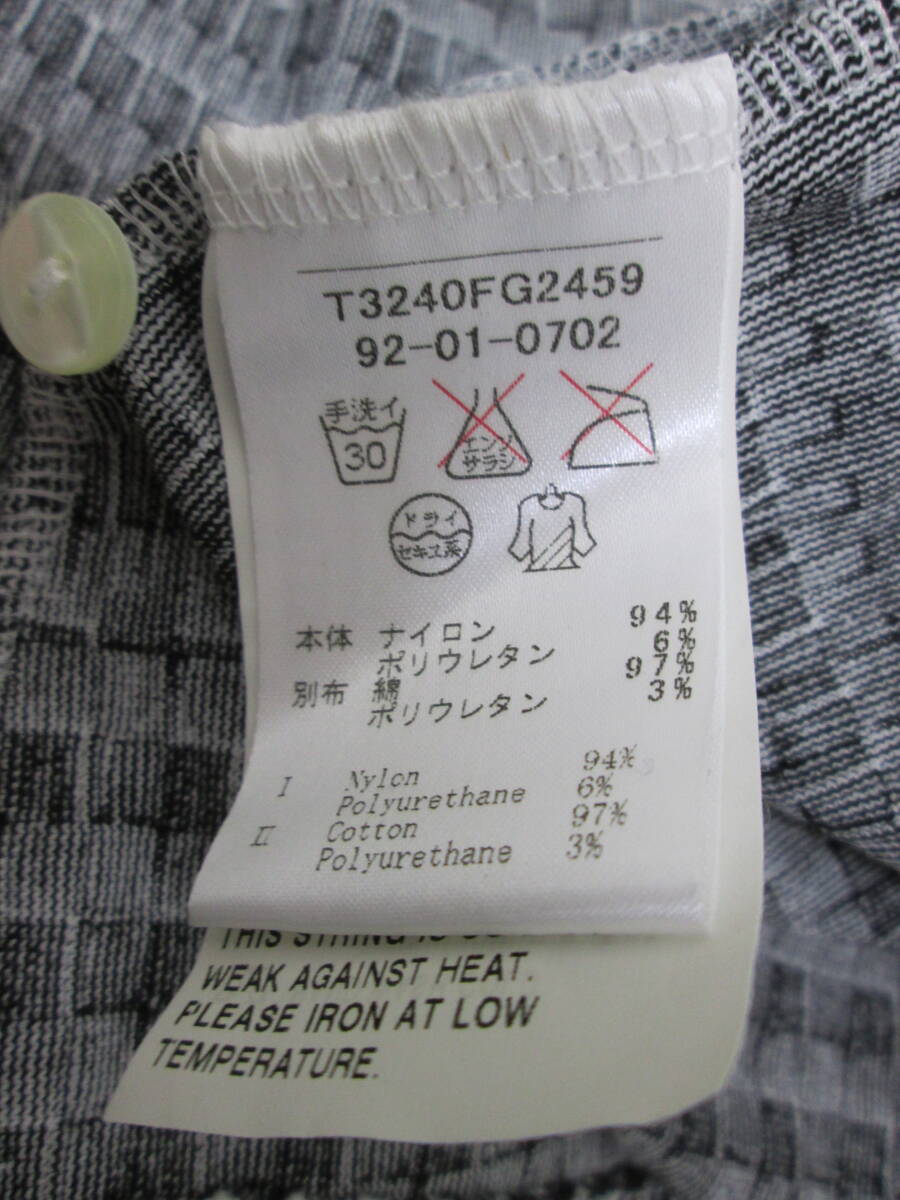 T3240FG2459
92-01-0702
手洗イ
30
エンソ
サラシ
ドライ
セキユ系
本体 ナイロン 94%
ポリウレタン 6%
別布 綿 97%
ポリウレタン 3%
I Nylon 94%
Polyurethane 6%
II Cotton 97%
Polyurethane 3%
THIS STRING IS
WEAK AGAINST HEAT.
PLEASE IRON AT LOW
TEMPERATURE.